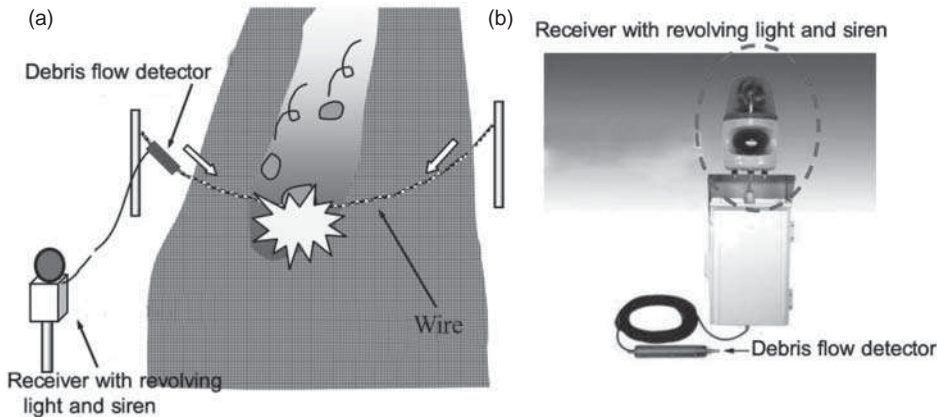 (a)
Debris flow detector
Wire
Receiver with revolving
light and siren
(b)
Receiver with revolving light and siren
Debris flow detector